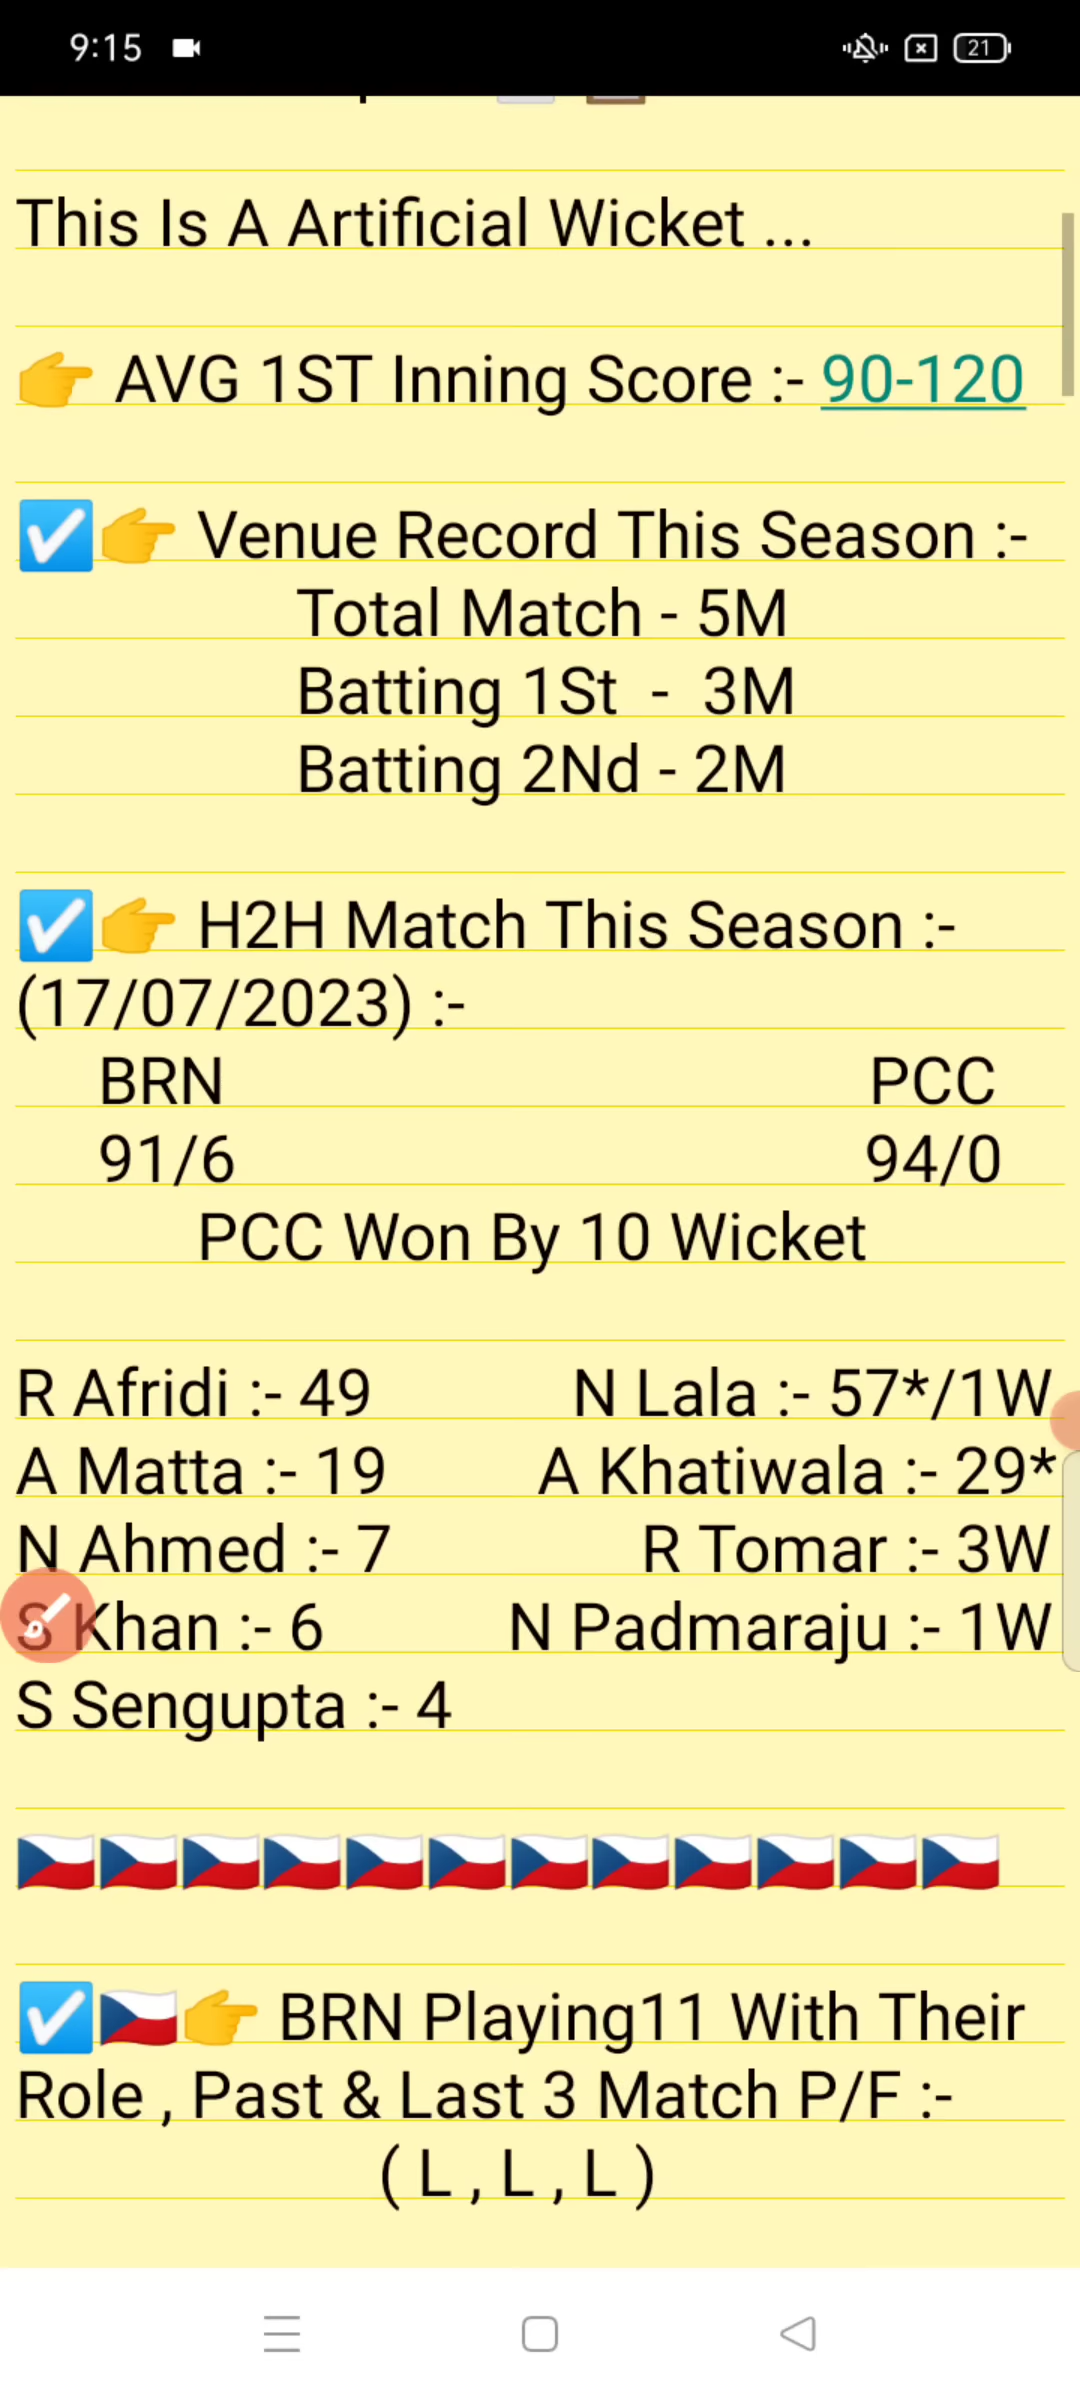 9:15 21
This Is A Artificial Wicket ...
👉 AVG 1ST Inning Score :- 90-120
☑️👉 Venue Record This Season :-
Total Match - 5M
Batting 1St - 3M
Batting 2Nd - 2M
☑️👉 H2H Match This Season :-
(17/07/2023) :-
BRN PCC
91/6 94/0
PCC Won By 10 Wicket
R Afridi :- 49 N Lala :- 57*/1W
A Matta :- 19 A Khatiwala :- 29*
N Ahmed :- 7 R Tomar :- 3W
S Khan :- 6 N Padmaraju :- 1W
S Sengupta :- 4
🇨🇿🇨🇿🇨🇿🇨🇿🇨🇿🇨🇿🇨🇿🇨🇿🇨🇿🇨🇿🇨🇿🇨🇿
☑️🇨🇿👉 BRN Playing11 With Their
Role , Past & Last 3 Match P/F :-
( L , L , L )